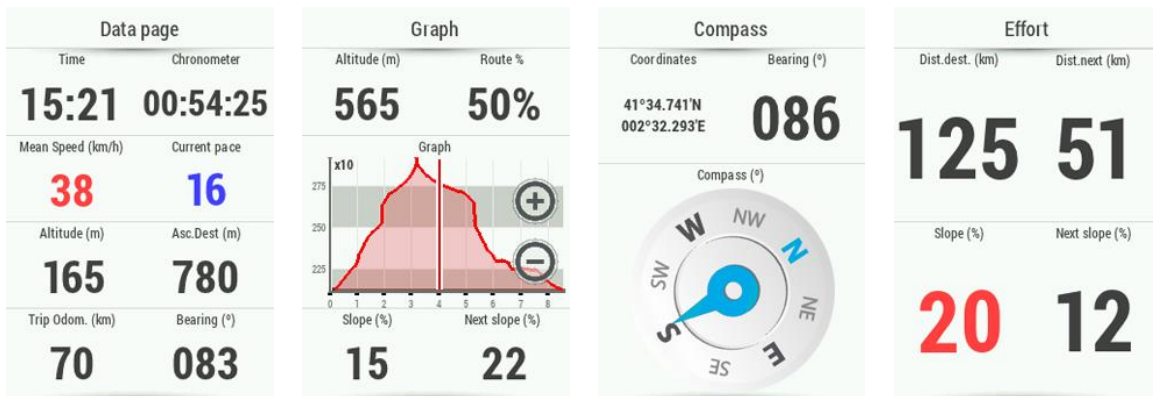 Data page
Time Chronometer
15:21 00:54:25
Mean Speed (km/h) Current pace
38 16
Altitude (m) Asc.Dest (m)
165 780
Trip Odom. (km) Bearing (º)
70 083
Graph
Altitude (m) Route %
565 50%
Graph
x10
275
250
225
0 1 2 3 4 5 6 7 8
Slope (%) Next slope (%)
15 22
Compass
Coordinates Bearing (º)
41°34.741'N
002°32.293'E
086
Compass (º)
NW
W N
SW NE
S E
SE
Effort
Dist.dest. (km) Dist.next (km)
125 51
Slope (%) Next slope (%)
20 12